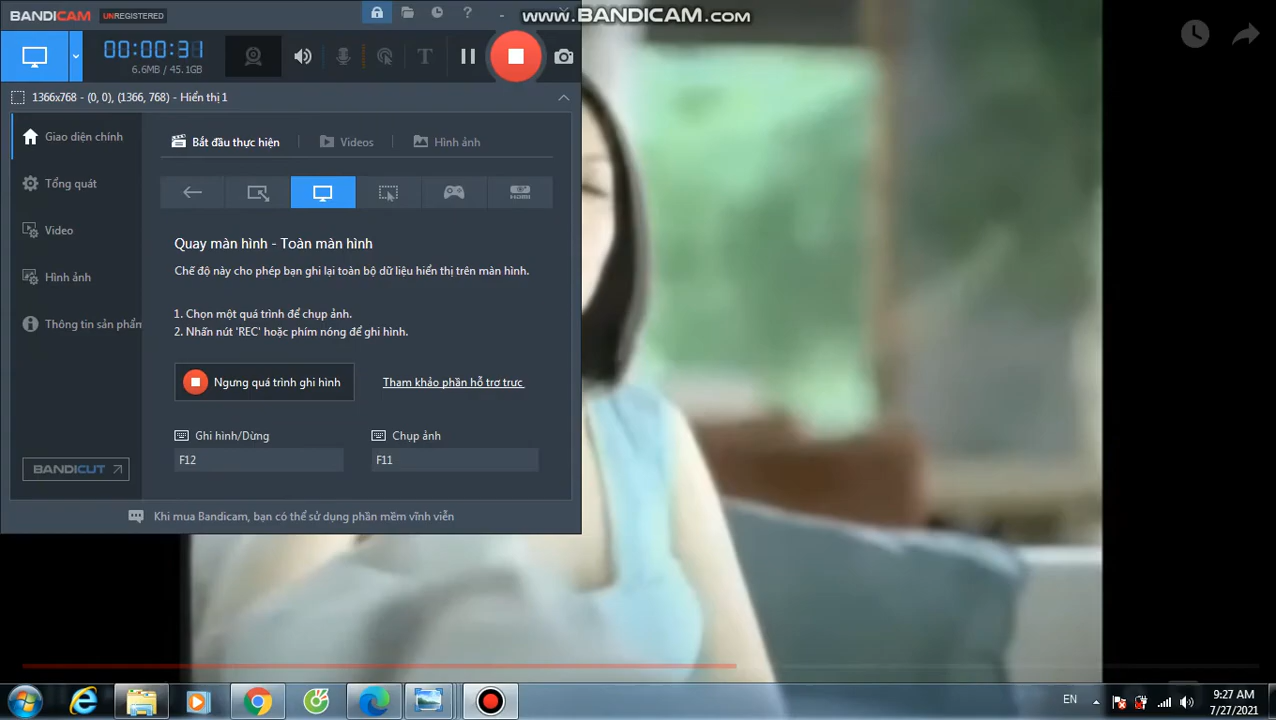 BANDICAM UNREGISTERED
www.BANDICAM.com
00:00:31
6.6MB / 45.1GB
1366x768 - (0, 0), (1366, 768) - Hiển thị 1
Giao diện chính
Tổng quát
Video
Hình ảnh
Thông tin sản phẩn
BANDICUT
Bắt đầu thực hiện
Videos
Hình ảnh
HDMI
Quay màn hình - Toàn màn hình
Chế độ này cho phép bạn ghi lại toàn bộ dữ liệu hiển thị trên màn hình.
1. Chọn một quá trình để chụp ảnh.
2. Nhấn nút 'REC' hoặc phím nóng để ghi hình.
Ngưng quá trình ghi hình
Tham khảo phần hỗ trơ trưc
Ghi hình/Dừng
Chụp ảnh
F12
F11
Khi mua Bandicam, bạn có thể sử dụng phần mềm vĩnh viễn
EN
9:27 AM
7/27/2021